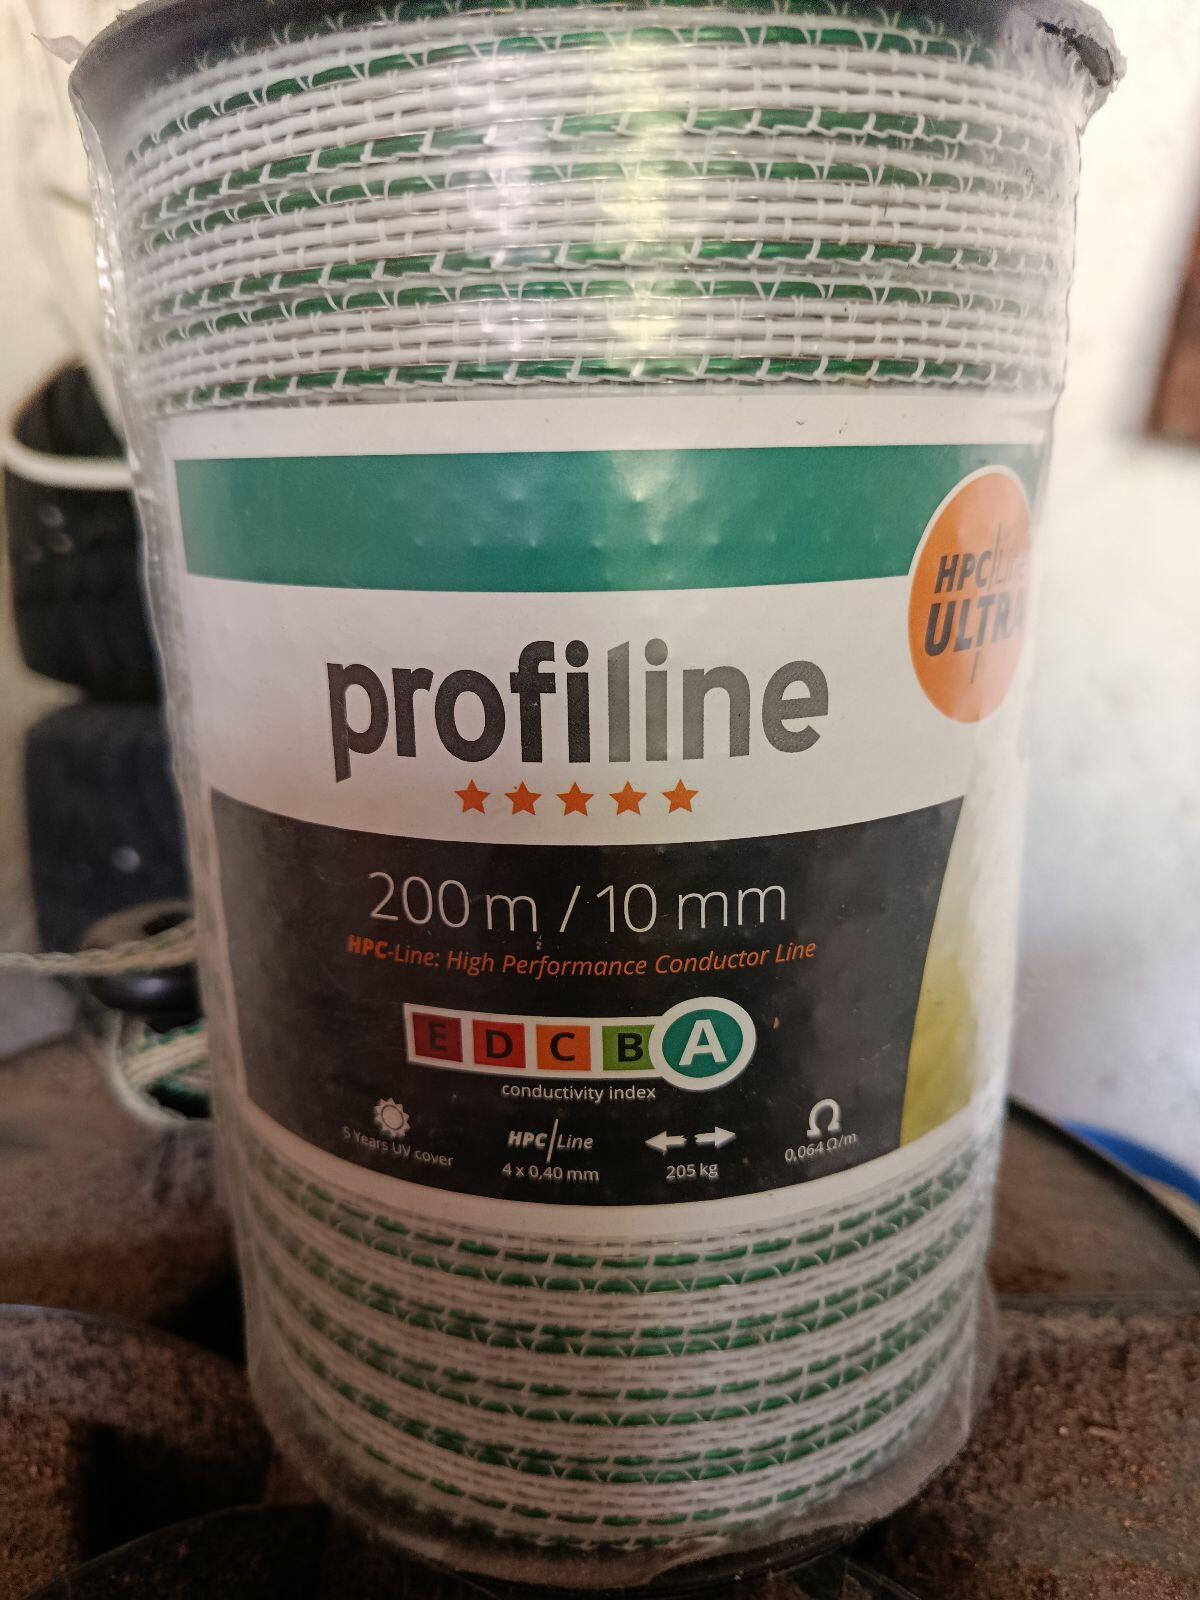 HPC/Line
ULTRA
profiline
200 m / 10 mm
HPC-Line: High Performance Conductor Line
E D C B A
conductivity index
5 Years UV cover
HPC/Line
4 x 0,40 mm
205 kg
Ω
0,064 Ω/m